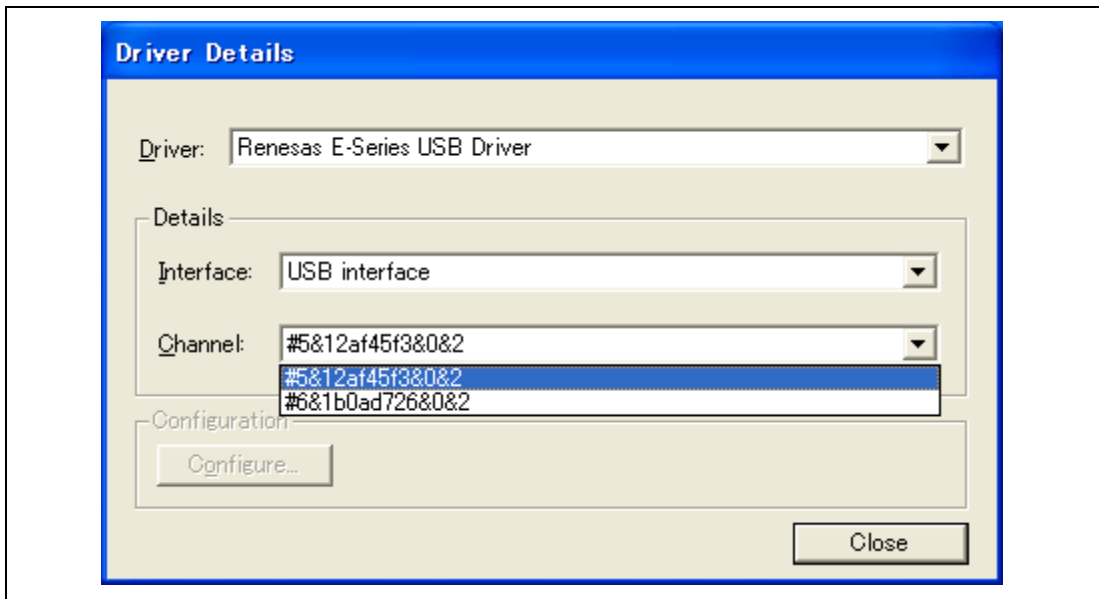 Driver Details
Driver: Renesas E-Series USB Driver
Details
Interface: USB interface
Channel: #5&12af45f3&0&2
#5&12af45f3&0&2
#6&1b0ad726&0&2
Configuration
Configure...
Close